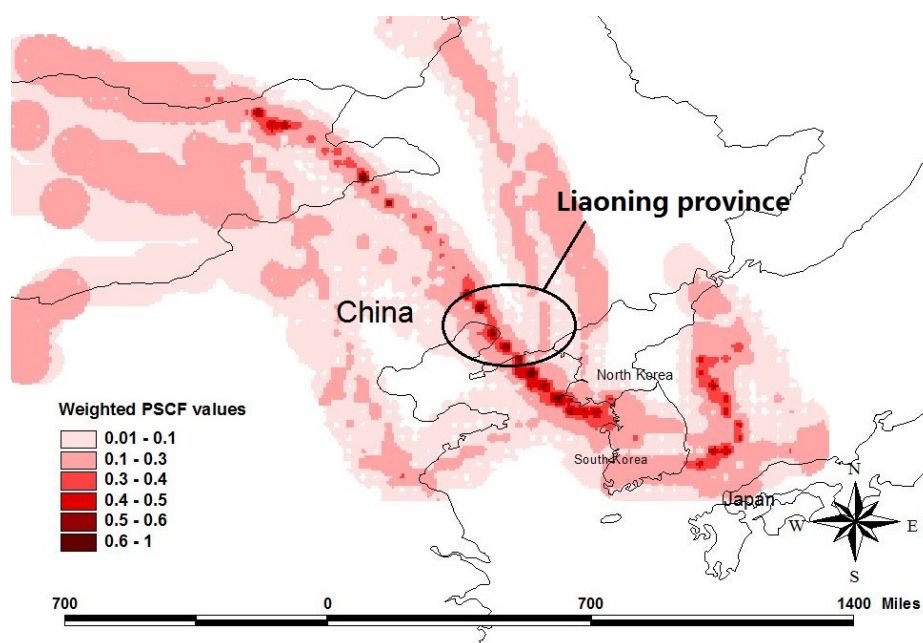 Liaoning province
China
North Korea
South Korea
Japan
Weighted PSCF values
0.01 - 0.1
0.1 - 0.3
0.3 - 0.4
0.4 - 0.5
0.5 - 0.6
0.6 - 1
N
W E
S
700 0 700 1400 Miles